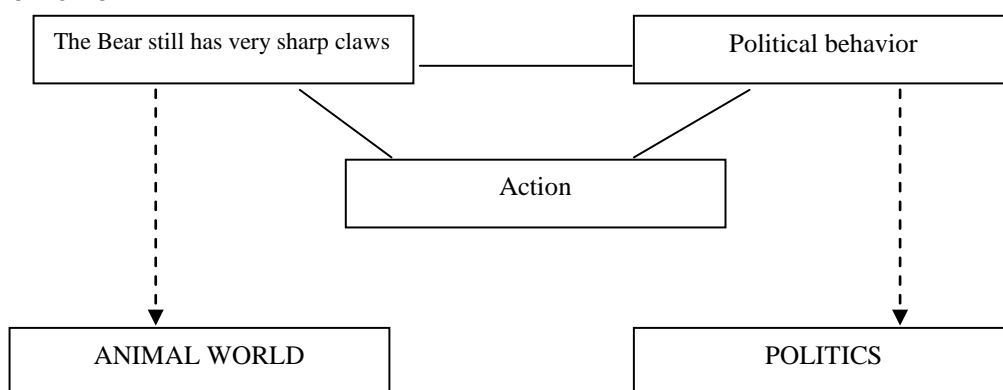 The Bear still has very sharp claws
Political behavior
Action
ANIMAL WORLD
POLITICS